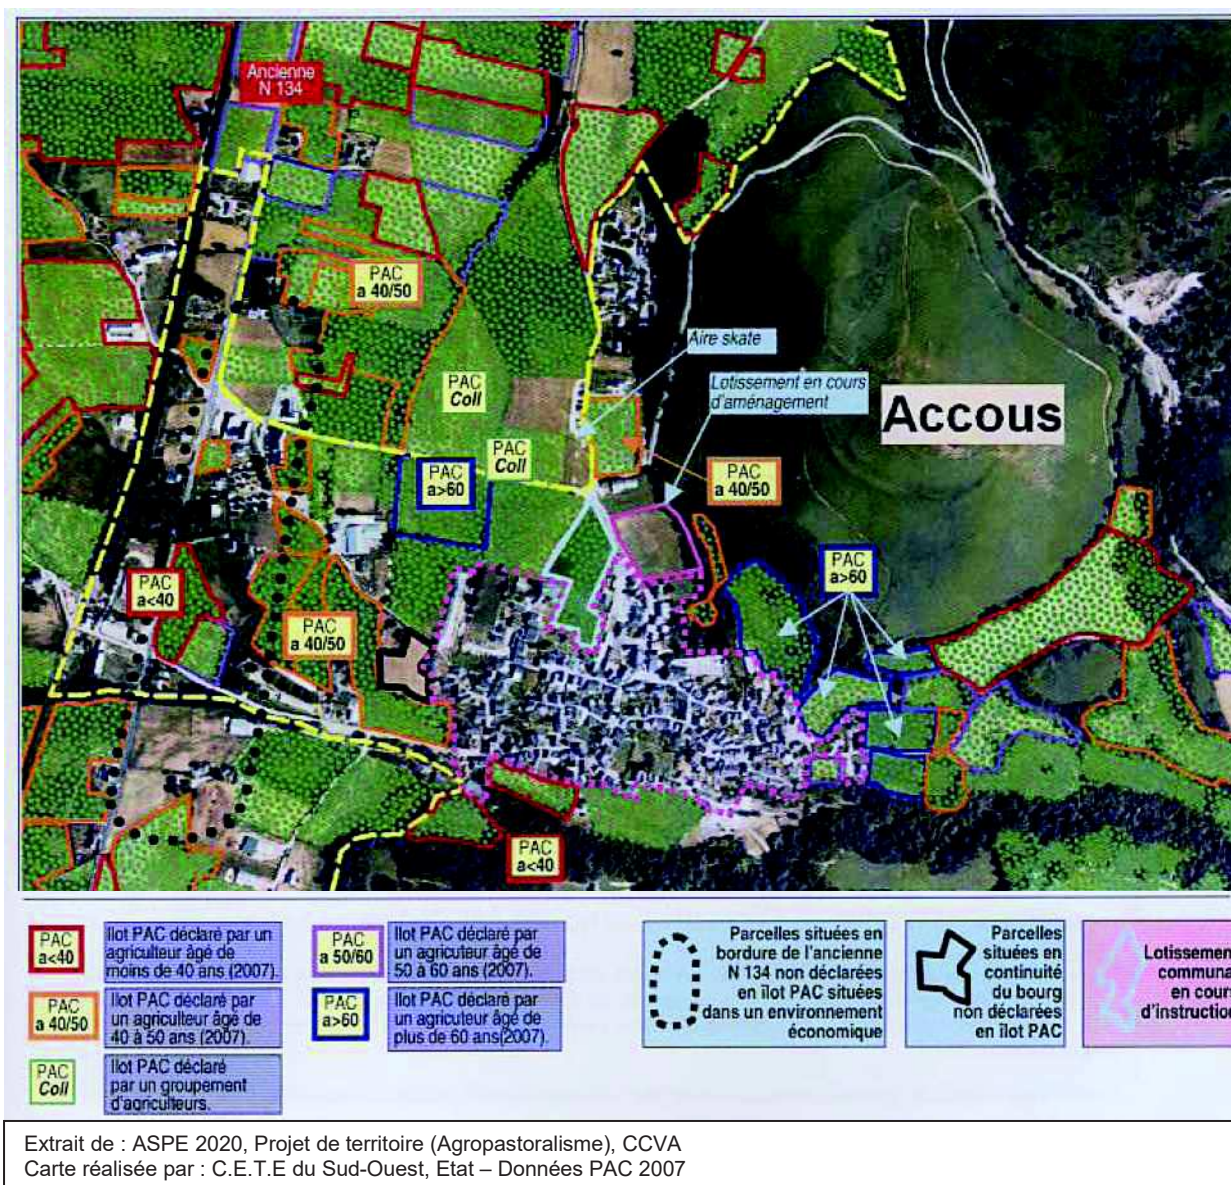 Ancienne
N 134
PAC
a 40/50
Aire skate
PAC
Coll
Lotissement en cours
d'aménagement
Accous
PAC
Coll
PAC
a>60
PAC
a 40/50
PAC
a>60
PAC
a<40
PAC
a 40/50
PAC
a<40
PAC
a<40
Ilot PAC déclaré par un
agriculteur âgé de
moins de 40 ans (2007).
PAC
a 40/50
Ilot PAC déclaré par
un agriculteur âgé de
40 à 50 ans (2007).
PAC
Coll
Ilot PAC déclaré
par un groupement
d'agriculteurs.
PAC
a 50/60
Ilot PAC déclaré par
un agricuteur âgé de
50 à 60 ans (2007).
PAC
a>60
Ilot PAC déclaré par
un agricuteur âgé de
plus de 60 ans(2007).
Parcelles situées en
bordure de l'ancienne
N 134 non déclarées
en îlot PAC situées
dans un environnement
économique
Parcelles
situées en
continuité
du bourg
non déclarées
en îlot PAC
Lotissemen
communa
en cours
d'instruction
Extrait de : ASPE 2020, Projet de territoire (Agropastoralisme), CCVA
Carte réalisée par : C.E.T.E du Sud-Ouest, Etat – Données PAC 2007